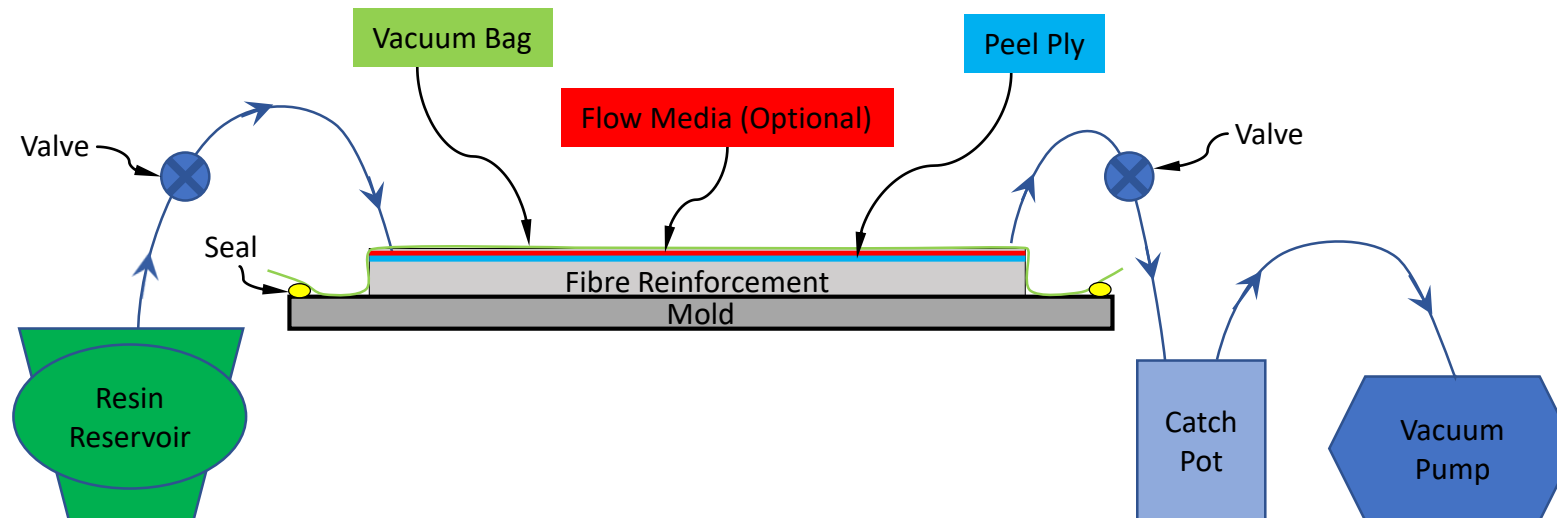 Vacuum Bag
Peel Ply
Flow Media (Optional)
Valve
Valve
Seal
Fibre Reinforcement
Mold
Resin
Reservoir
Catch
Pot
Vacuum
Pump